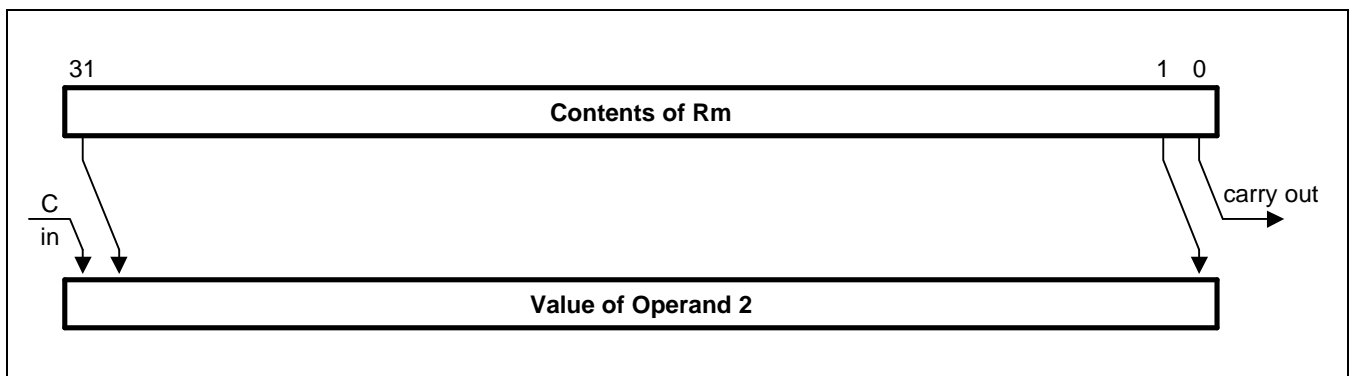 31 1 0
Contents of Rm
C
in
carry out
Value of Operand 2